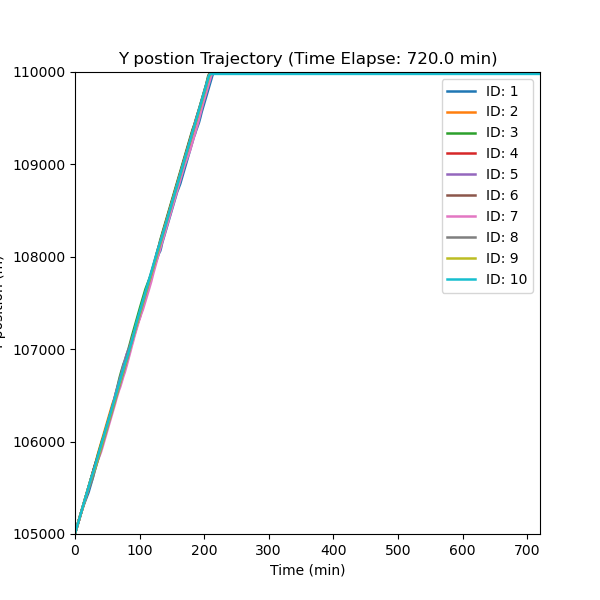 Y postion Trajectory (Time Elapse: 720.0 min)
110000
109000
108000
107000
106000
105000
0 100 200 300 400 500 600 700
Time (min)
ID: 1
ID: 2
ID: 3
ID: 4
ID: 5
ID: 6
ID: 7
ID: 8
ID: 9
ID: 10